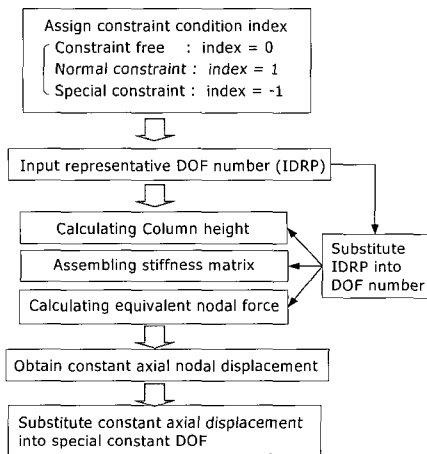 Assign constraint condition index
Constraint free : index = 0
Normal constraint : index = 1
Special constraint : index = -1
Input representative DOF number (IDRP)
Calculating Column height
Assembling stiffness matrix
Calculating equivalent nodal force
Substitute
IDRP into
DOF number
Obtain constant axial nodal displacement
Substitute constant axial displacement
into special constant DOF